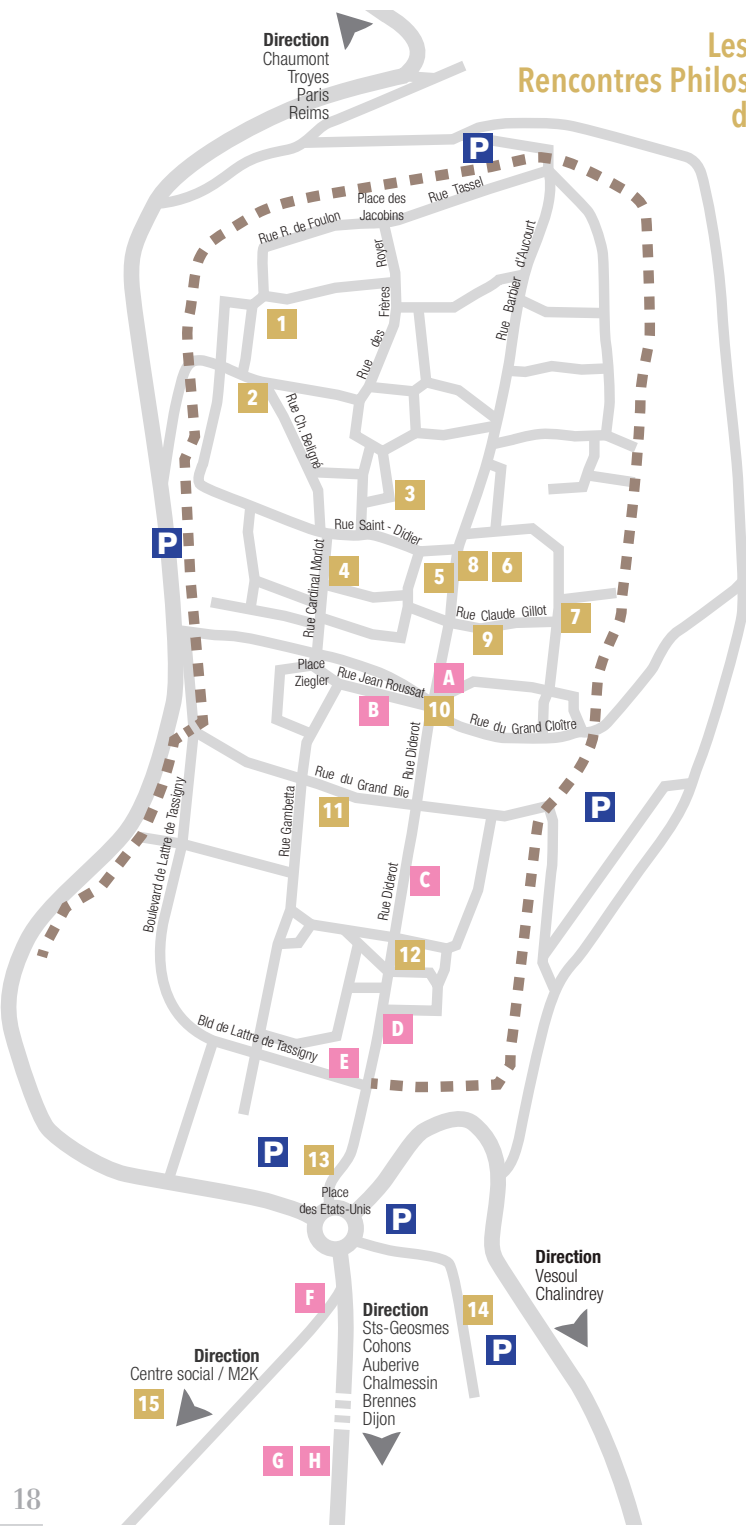 Direction
Chaumont
Troyes
Paris
Reims
Les
Rencontres Philos
d
P
Place des
Jacobins
Rue Tassel
Rue R. de Foulon
Rue des Frères Royer
Rue Barbier d'Aucourt
1
2
Rue Ch. Beligné
3
Rue Saint - Didier
P
4
5
8
6
Rue Cardinal Morlot
Rue Claude Gillot
7
9
Place
Ziegler
Rue Jean Roussat
A
B
10
Rue du Grand Cloître
Rue Diderot
Rue du Grand Bie
11
P
Rue Gambetta
Boulevard de Lattre de Tassigny
Rue Diderot
C
12
D
Bld de Lattre de Tassigny
E
P
13
Place
des Etats-Unis
P
Direction
Vesoul
Chalindrey
F
14
Direction
Sts-Geosmes
Cohons
Auberive
Chalmessin
Brennes
Dijon
P
Direction
Centre social / M2K
15
G
H
18